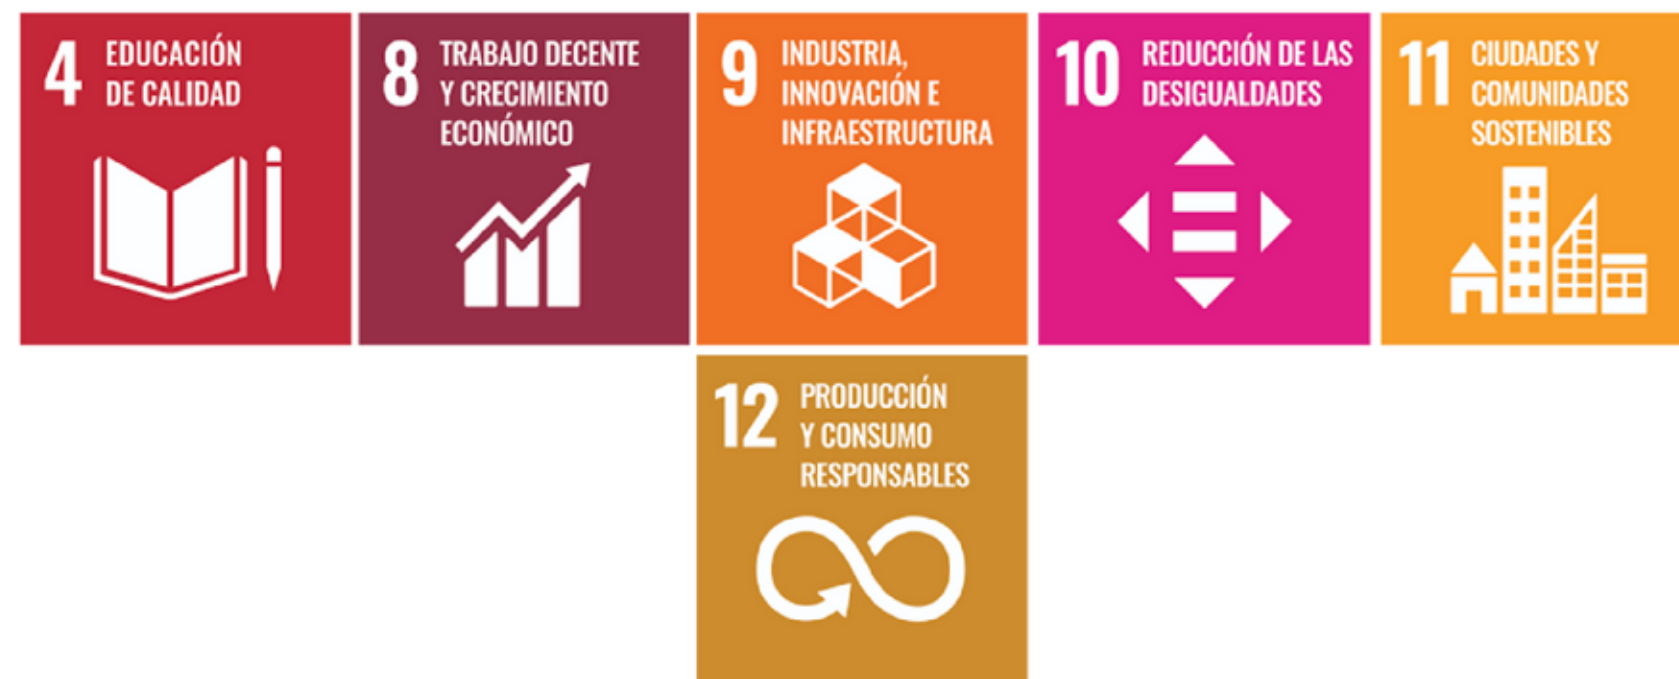 4 EDUCACIÓN
DE CALIDAD
8 TRABAJO DECENTE
Y CRECIMIENTO
ECONÓMICO
9 INDUSTRIA,
INNOVACIÓN E
INFRAESTRUCTURA
10 REDUCCIÓN DE LAS
DESIGUALDADES
11 CIUDADES Y
COMUNIDADES
SOSTENIBLES
12 PRODUCCIÓN
Y CONSUMO
RESPONSABLES